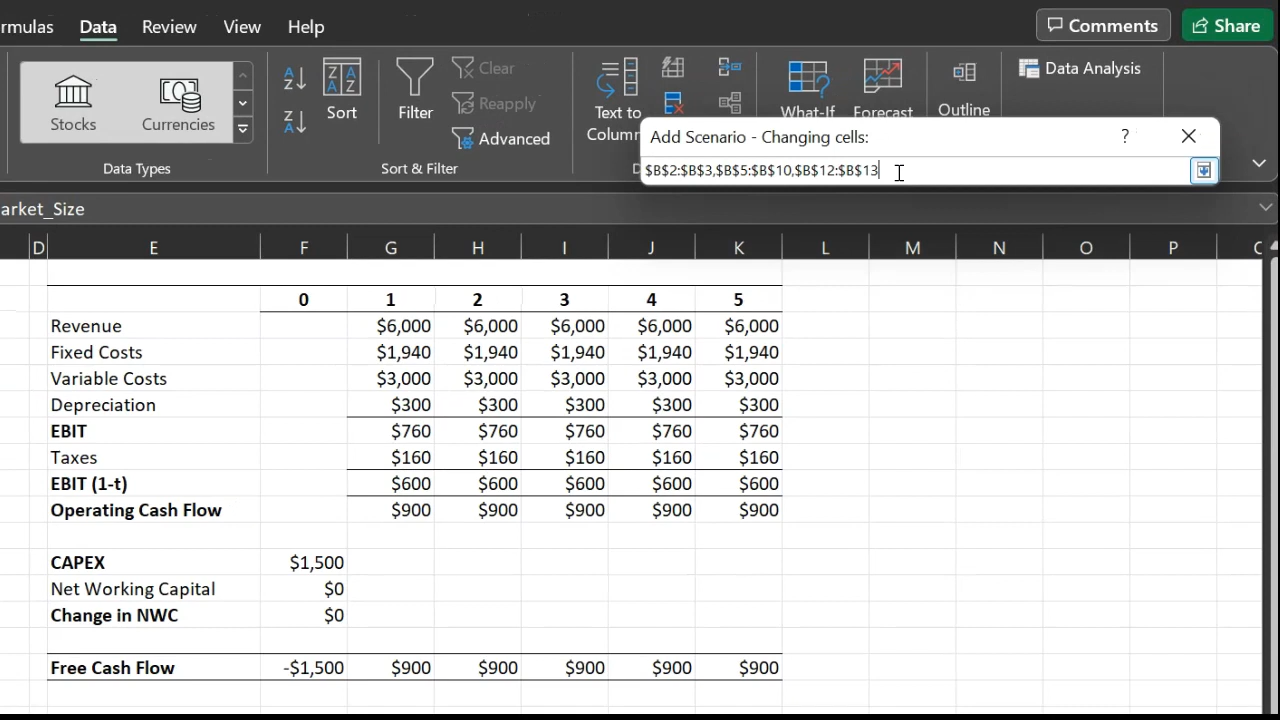 rmulas Data Review View Help Comments Share
Stocks Currencies
Data Types
A Z
Z A
Z A A Z
Sort
Filter
Clear
Reapply
Advanced
Sort & Filter
Text to
Column
What-If
Forecast
Outline
Data Analysis
Add Scenario - Changing cells: ?
$B$2:$B$3,$B$5:$B$10,$B$12:$B$13
arket_Size
D E F G H I J K L M N O P
0 1 2 3 4 5
Revenue $6,000 $6,000 $6,000 $6,000 $6,000
Fixed Costs $1,940 $1,940 $1,940 $1,940 $1,940
Variable Costs $3,000 $3,000 $3,000 $3,000 $3,000
Depreciation $300 $300 $300 $300 $300
EBIT $760 $760 $760 $760 $760
Taxes $160 $160 $160 $160 $160
EBIT (1-t) $600 $600 $600 $600 $600
Operating Cash Flow $900 $900 $900 $900 $900
CAPEX $1,500
Net Working Capital $0
Change in NWC $0
Free Cash Flow -$1,500 $900 $900 $900 $900 $900